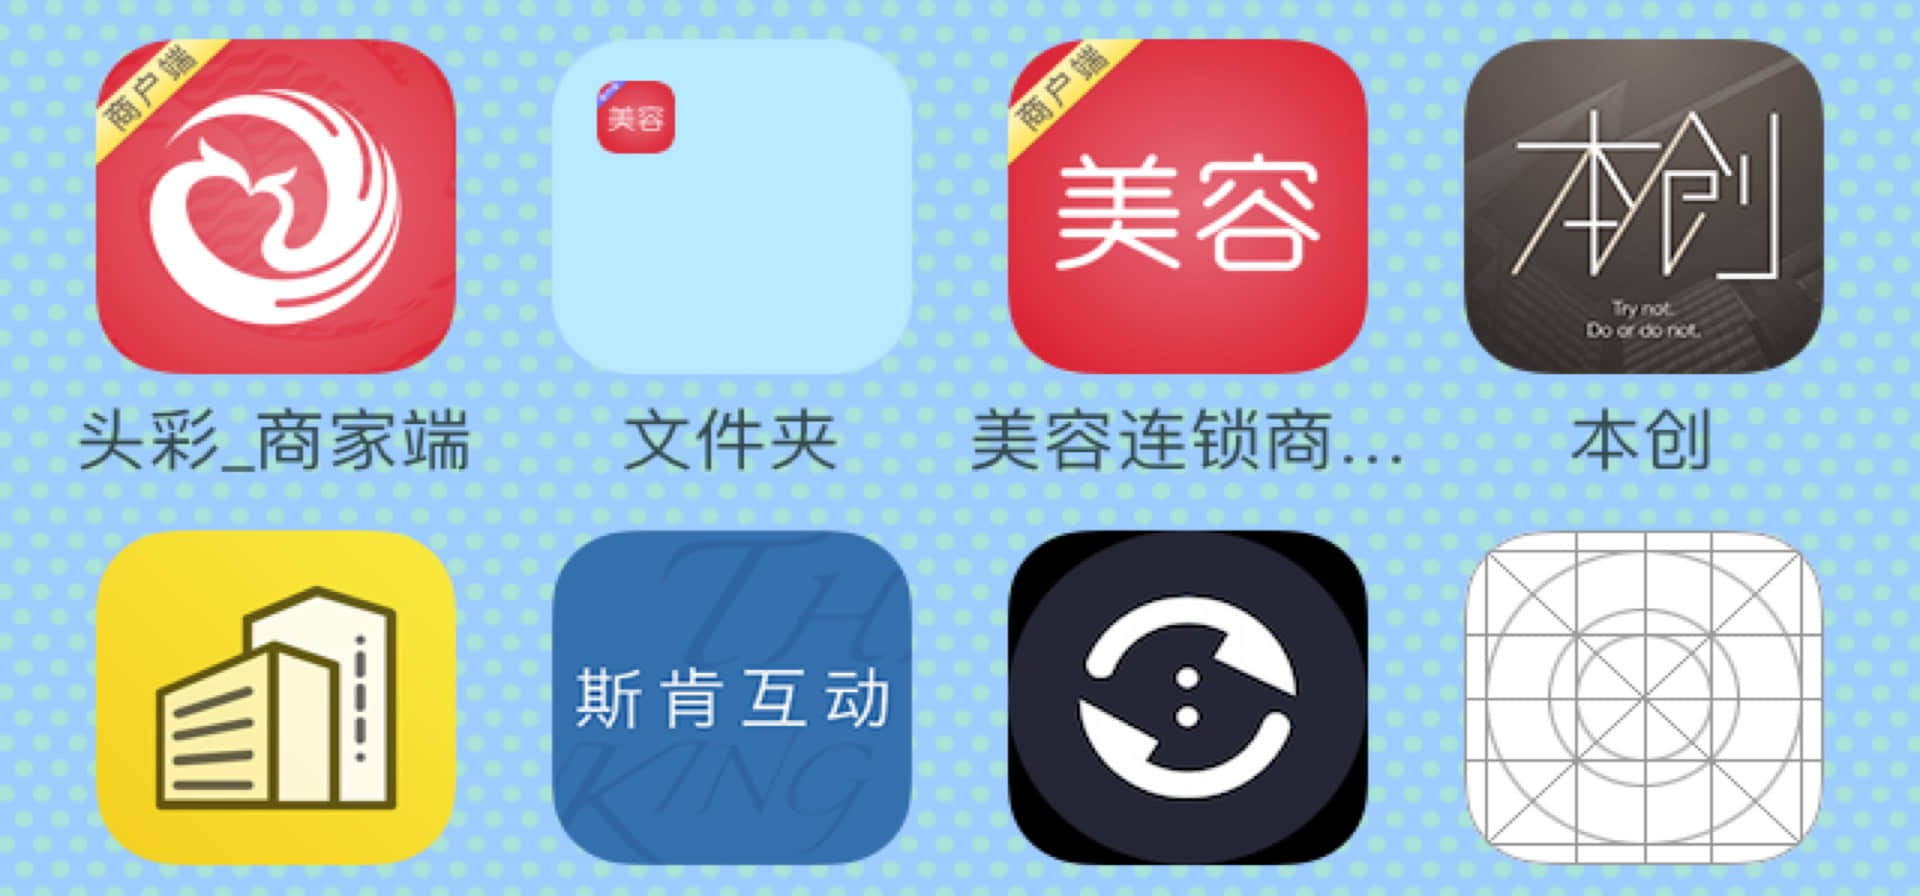 商户端
美容
商户端
美容
本创
Try not.
Do or do not.
头彩_商家端
文件夹
美容连锁商...
本创
TH
斯肯互动
KING